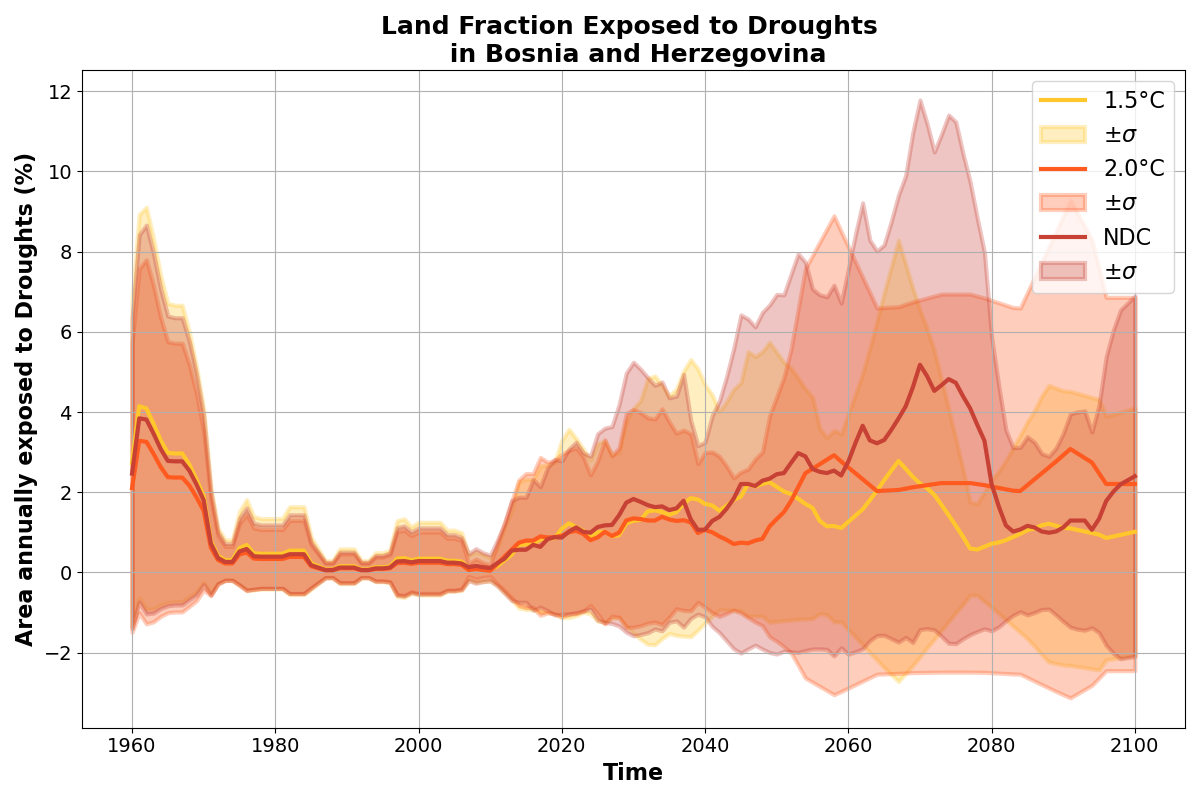 Land Fraction Exposed to Droughts
in Bosnia and Herzegovina
Area annually exposed to Droughts (%)
12
10
8
6
4
2
0
−2
1.5°C
±σ
2.0°C
±σ
NDC
±σ
1960 1980 2000 2020 2040 2060 2080 2100
Time